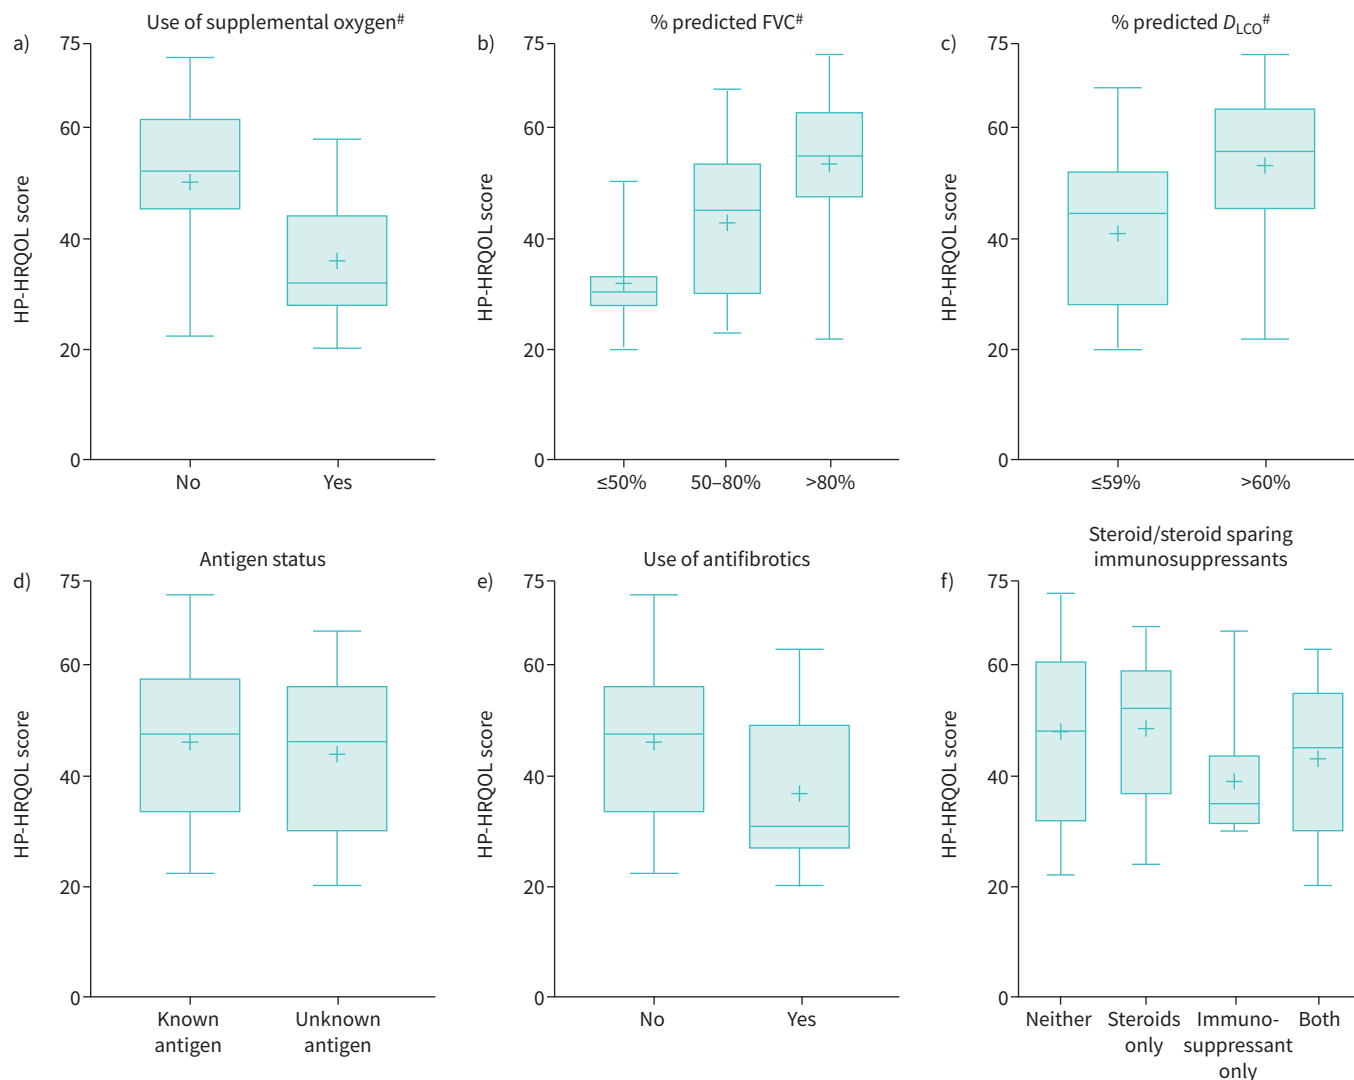 a)
Use of supplemental oxygen#
HP-HRQOL score
75
60
40
20
0
No
Yes
b)
% predicted FVC#
HP-HRQOL score
75
60
40
20
0
≤50%
50–80%
>80%
c)
% predicted DLCO#
HP-HRQOL score
75
60
40
20
0
≤59%
>60%
d)
Antigen status
HP-HRQOL score
75
60
40
20
0
Known
antigen
Unknown
antigen
e)
Use of antifibrotics
HP-HRQOL score
75
60
40
20
0
No
Yes
f)
Steroid/steroid sparing
immunosuppressants
HP-HRQOL score
75
60
40
20
0
Neither
Steroids
only
Immuno-
suppressant
only
Both